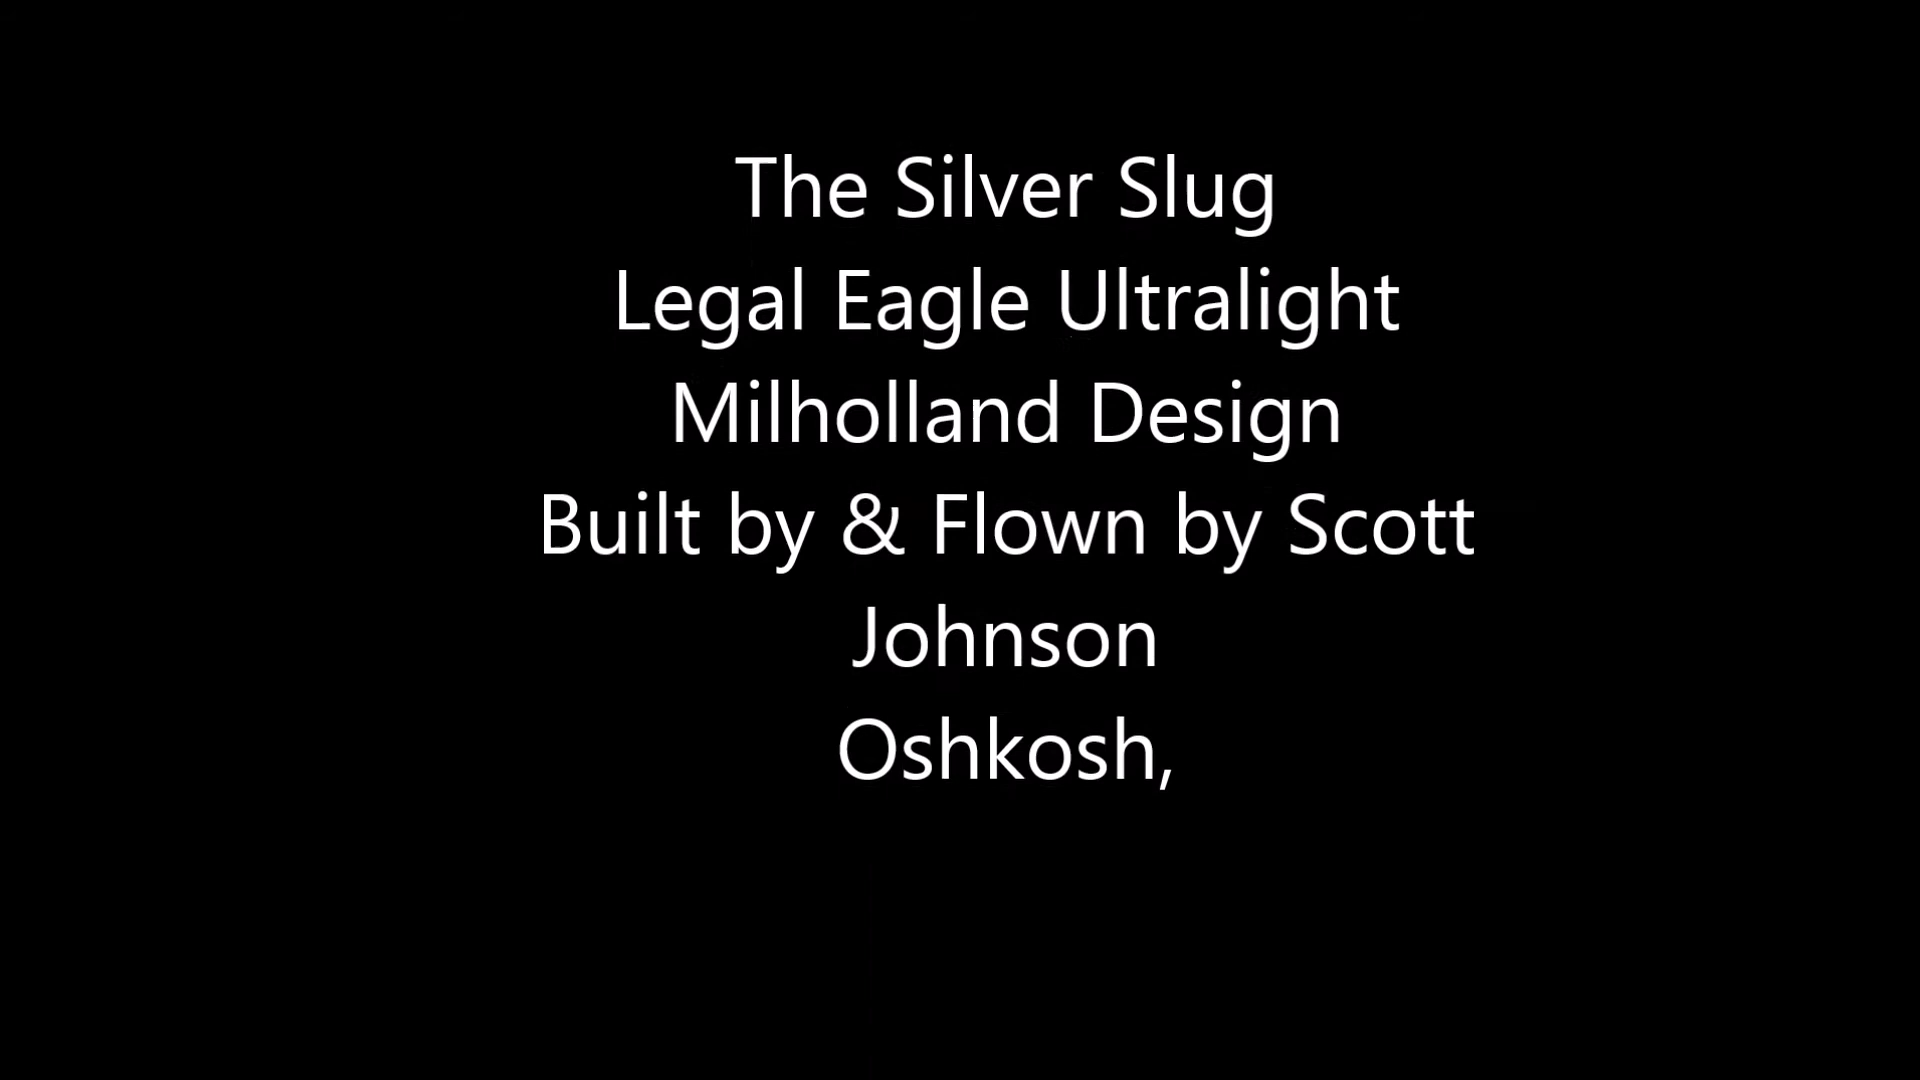 The Silver Slug
Legal Eagle Ultralight
Milholland Design
Built by & Flown by Scott
Johnson
Oshkosh,